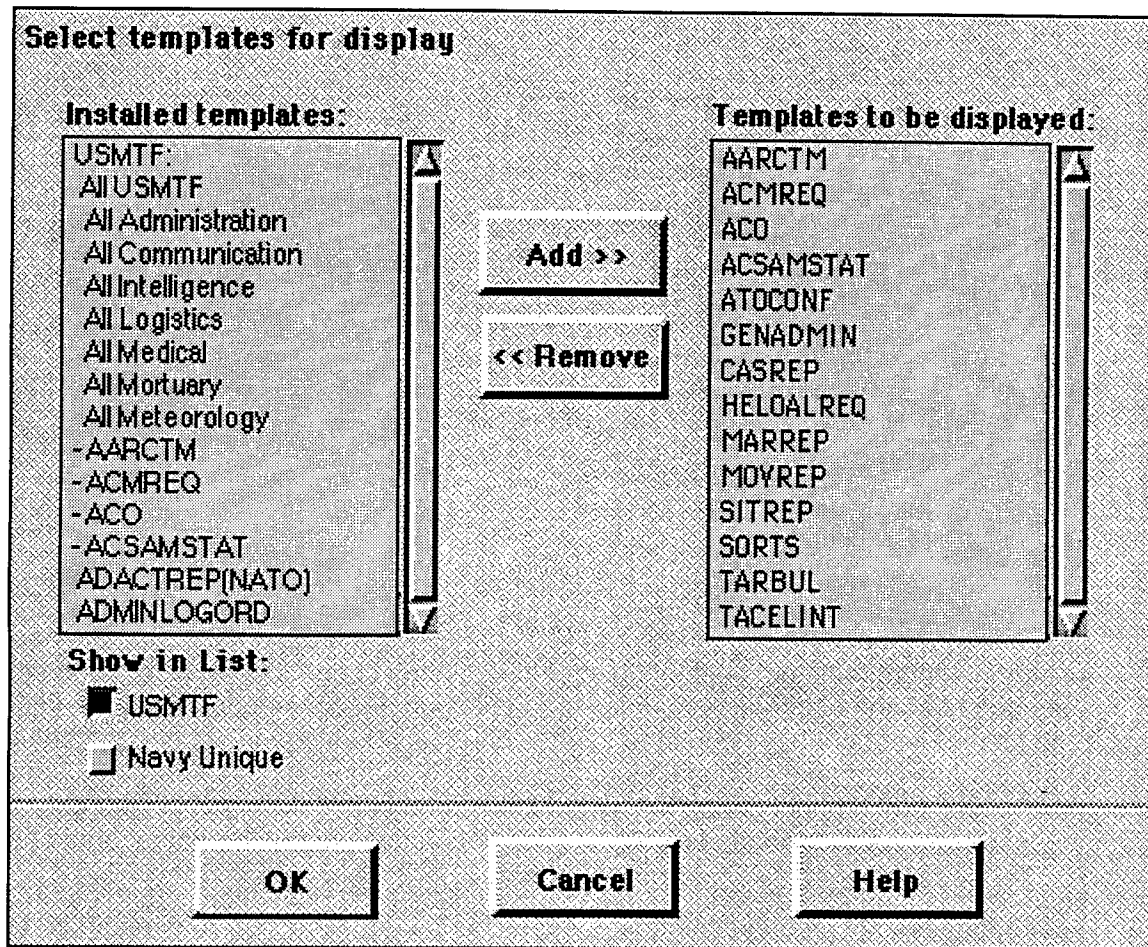 Select templates for display
Installed templates:
USMTF:
All USMTF
All Administration
All Communication
All Intelligence
All Logistics
All Medical
All Mortuary
All Meteorology
-AARCTM
-ACMREQ
-ACO
-ACSAMSTAT
ADACTREP(NATO)
ADMINLOGORD
Show in List:
USMTF
Navy Unique
Add >>
<< Remove
Templates to be displayed:
AARCTM
ACMREQ
ACO
ACSAMSTAT
ATOCONF
GENADMIN
CASREP
HELOALREQ
MARREP
MOVREP
SITREP
SORTS
TARBUL
TACELINT
OK
Cancel
Help